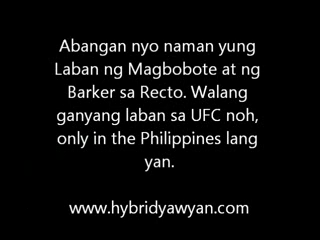 Abangan nyo naman yung
Laban ng Magbobote at ng
Barker sa Recto. Walang
ganyang laban sa UFC noh,
only in the Philippines lang
yan.
www.hybridyawyan.com